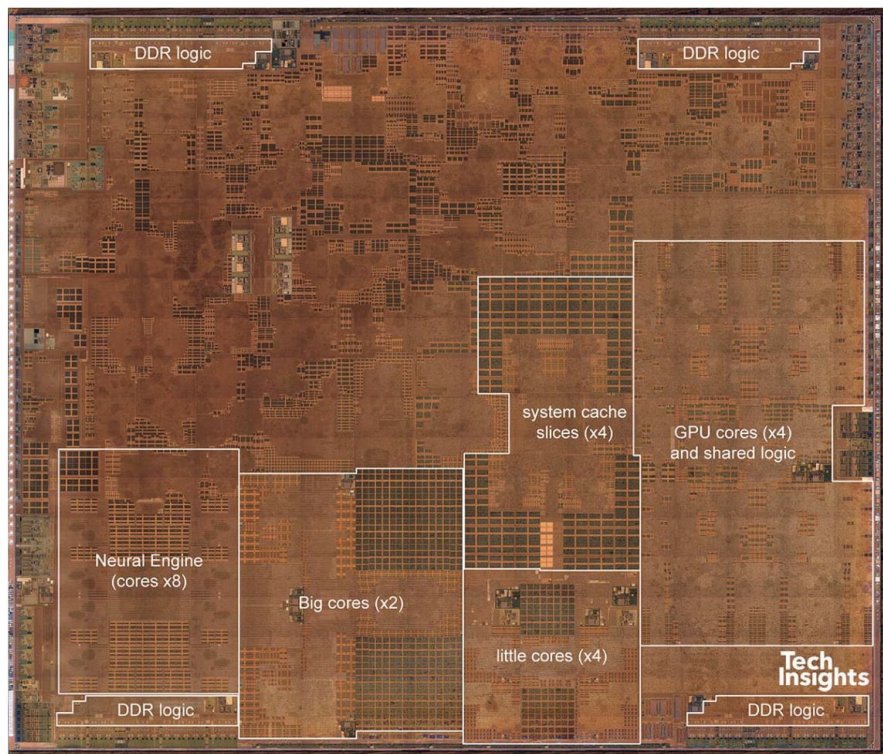 DDR logic
DDR logic
system cache
slices (x4)
GPU cores (x4)
and shared logic
Neural Engine
(cores x8)
Big cores (x2)
little cores (x4)
Tech
Insights
DDR logic
DDR logic